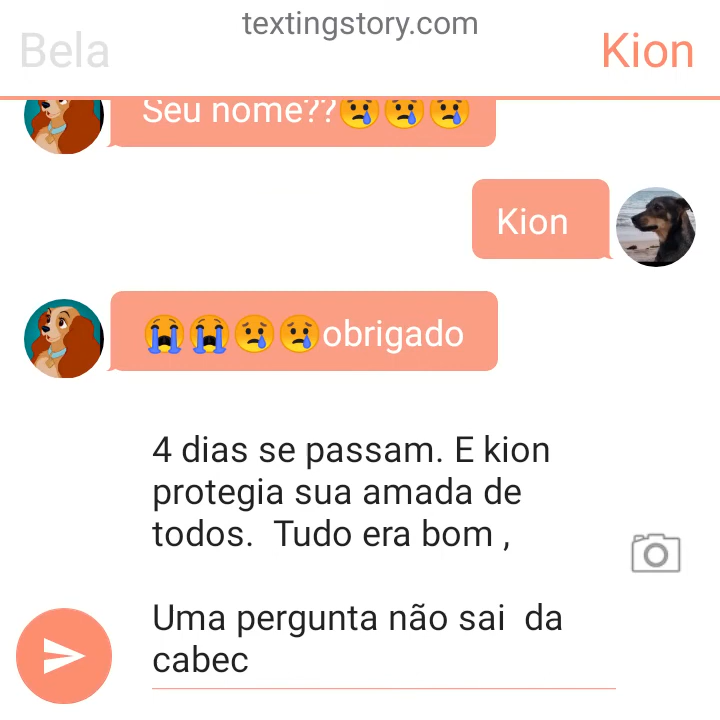 textingstory.com
Bela
Kion
Seu nome??😢😢😢
Kion
😭😭😢😢obrigado
4 dias se passam. E kion
protegia sua amada de
todos.  Tudo era bom ,
Uma pergunta não sai  da
cabec